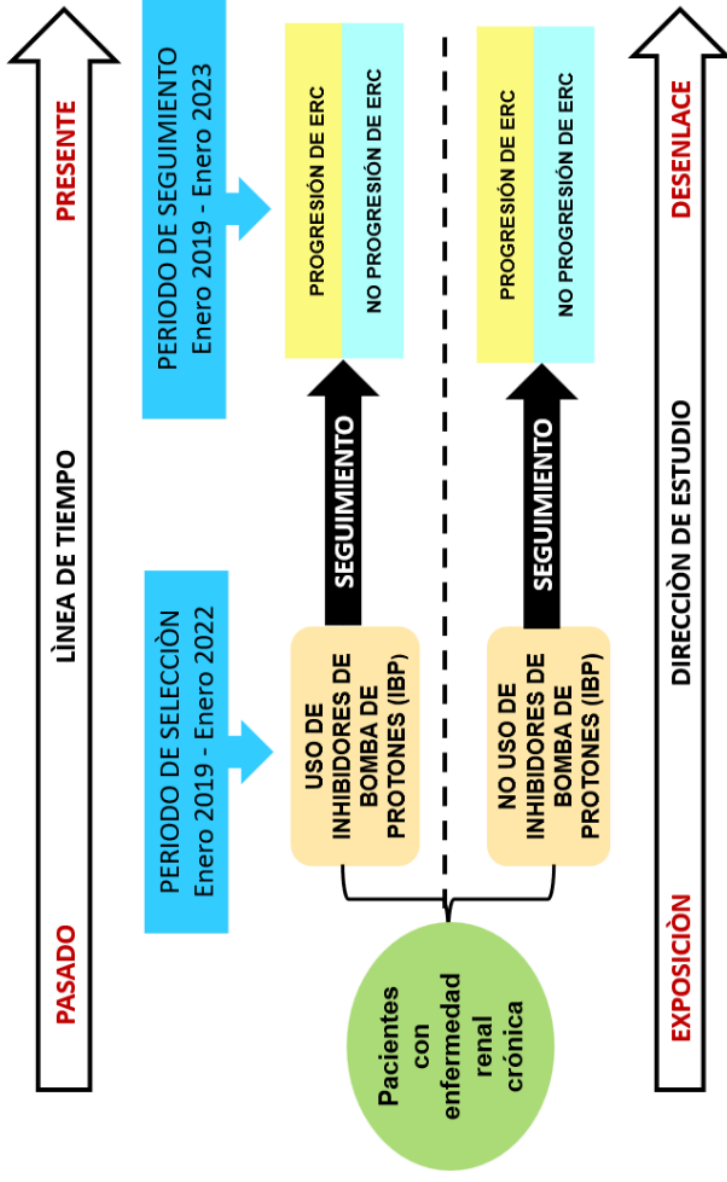 PASADO
LÌNEA DE TIEMPO
PRESENTE
PERIODO DE SELECCIÒN
Enero 2019 - Enero 2022
PERIODO DE SEGUIMIENTO
Enero 2019 - Enero 2023
Pacientes
con
enfermedad
renal
crónica
USO DE
INHIBIDORES DE
BOMBA DE
PROTONES (IBP)
SEGUIMIENTO
PROGRESIÓN DE ERC
NO PROGRESIÓN DE ERC
NO USO DE
INHIBIDORES DE
BOMBA DE
PROTONES (IBP)
SEGUIMIENTO
PROGRESIÓN DE ERC
NO PROGRESIÓN DE ERC
EXPOSICIÒN
DIRECCIÒN DE ESTUDIO
DESENLACE